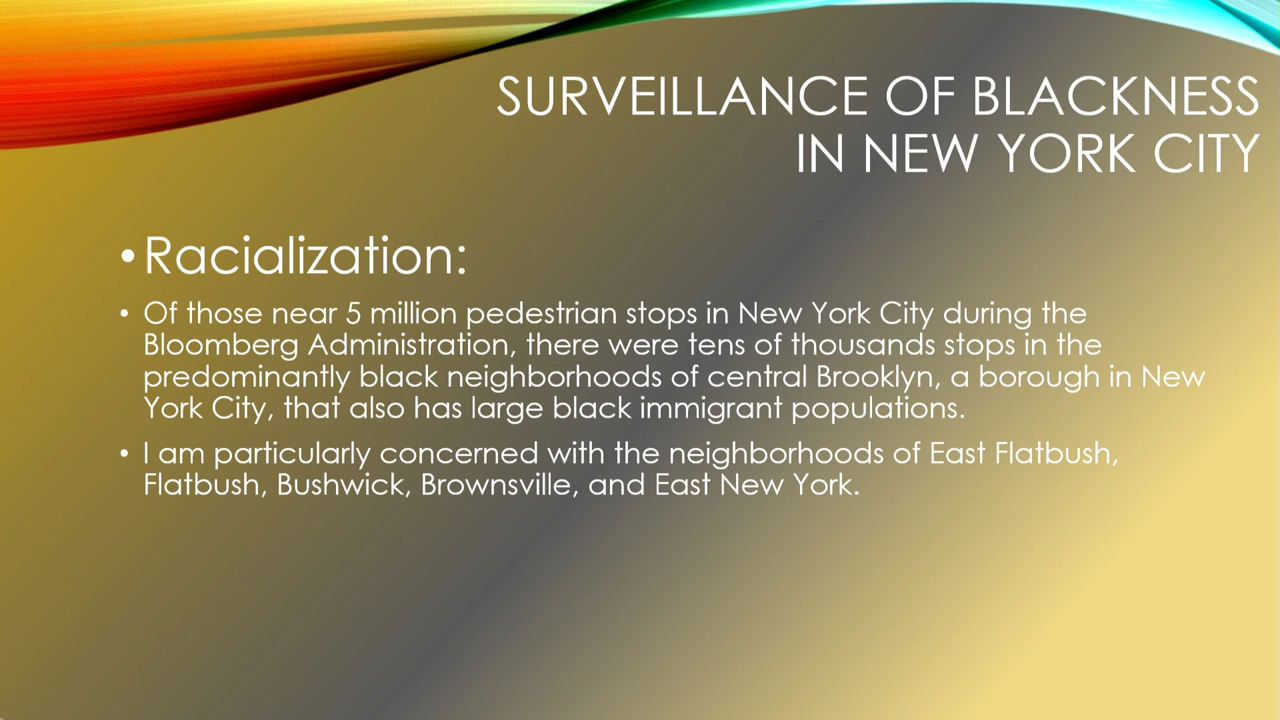 SURVEILLANCE OF BLACKNESS
IN NEW YORK CITY
• Racialization:
• Of those near 5 million pedestrian stops in New York City during the
Bloomberg Administration, there were tens of thousands stops in the
predominantly black neighborhoods of central Brooklyn, a borough in New
York City, that also has large black immigrant populations.
• I am particularly concerned with the neighborhoods of East Flatbush,
Flatbush, Bushwick, Brownsville, and East New York.